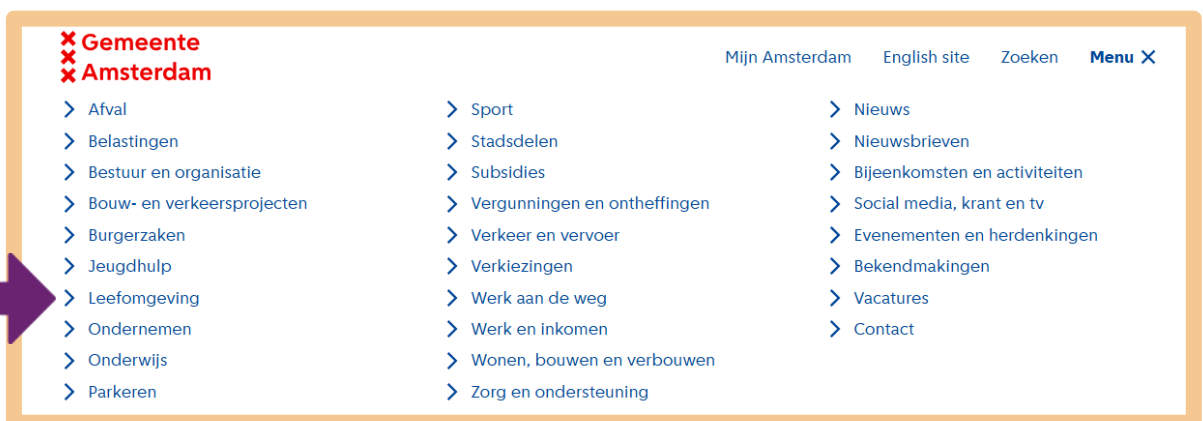 Gemeente
Amsterdam
Mijn Amsterdam English site Zoeken Menu
Afval
Belastingen
Bestuur en organisatie
Bouw- en verkeersprojecten
Burgerzaken
Jeugdhulp
Leefomgeving
Ondernemen
Onderwijs
Parkeren
Sport
Stadsdelen
Subsidies
Vergunningen en ontheffingen
Verkeer en vervoer
Verkiezingen
Werk aan de weg
Werk en inkomen
Wonen, bouwen en verbouwen
Zorg en ondersteuning
Nieuws
Nieuwsbrieven
Bijeenkomsten en activiteiten
Social media, krant en tv
Evenementen en herdenkingen
Bekendmakingen
Vacatures
Contact